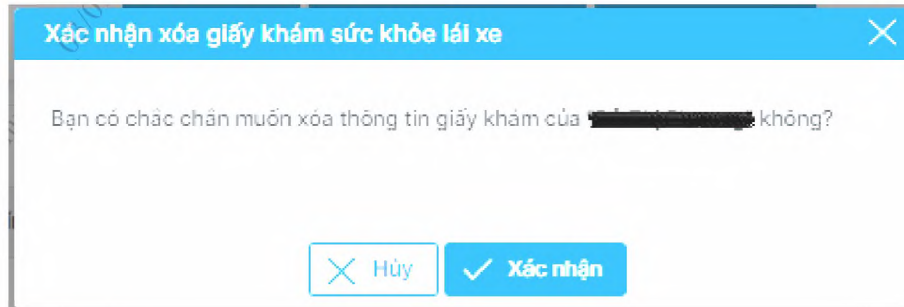 Xác nhận xóa giấy khám sức khỏe lái xe
Bạn có chắc chắn muốn xóa thông tin giấy khám của không?
Hủy
Xác nhận